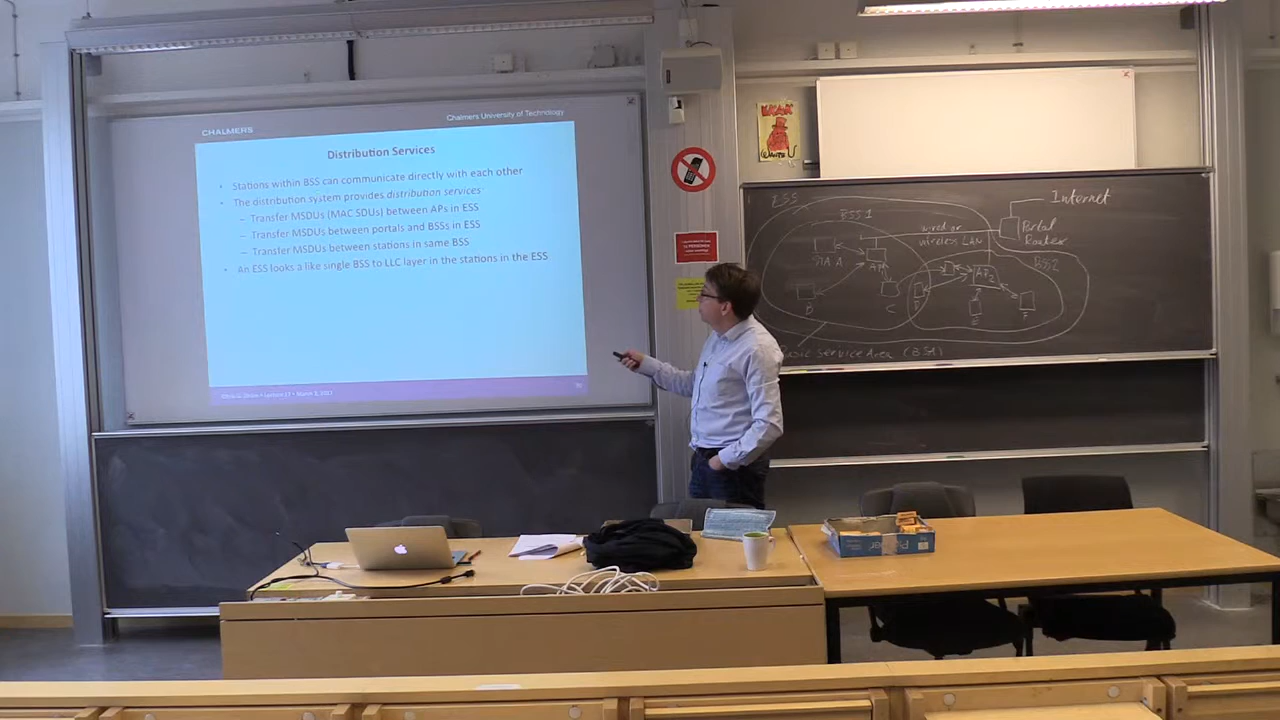 CHALMERS
Chalmers University of Technology
Distribution Services
• Stations within BSS can communicate directly with each other
• The distribution system provides distribution services:
– Transfer MSDUs (MAC SDUs) between APs in ESS
– Transfer MSDUs between portals and BSSs in ESS
– Transfer MSDUs between stations in same BSS
• An ESS looks a like single BSS to LLC layer in the stations in the ESS
ESS
Internet
BSS1
wired or
wireless LAN
Portal
Router
STA A
BSS2
AP2
C
E
F
Basic Service Area (BSA)